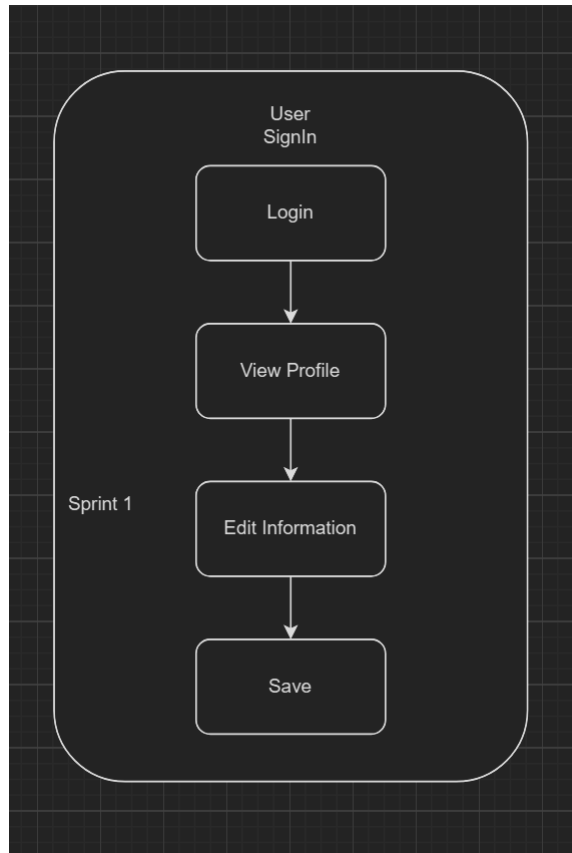 User
SignIn
Login
View Profile
Sprint 1
Edit Information
Save